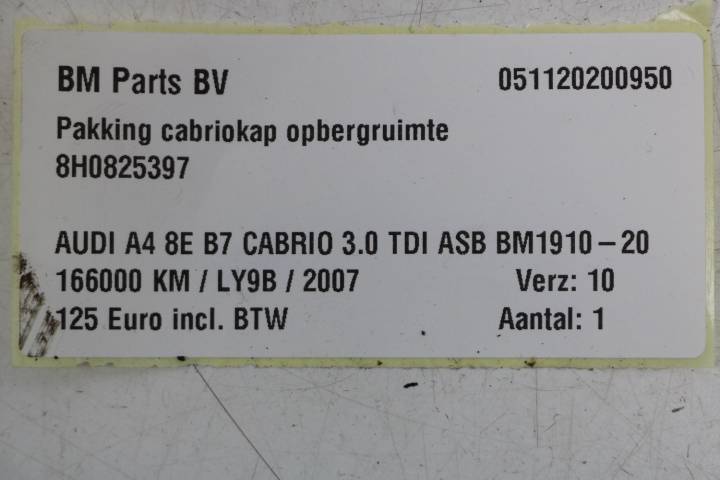 BM Parts BV 051120200950
Pakking cabriokap opbergruimte
8H0825397
AUDI A4 8E B7 CABRIO 3.0 TDI ASB BM1910-20
166000 KM / LY9B / 2007 Verz: 10
125 Euro incl. BTW Aantal: 1